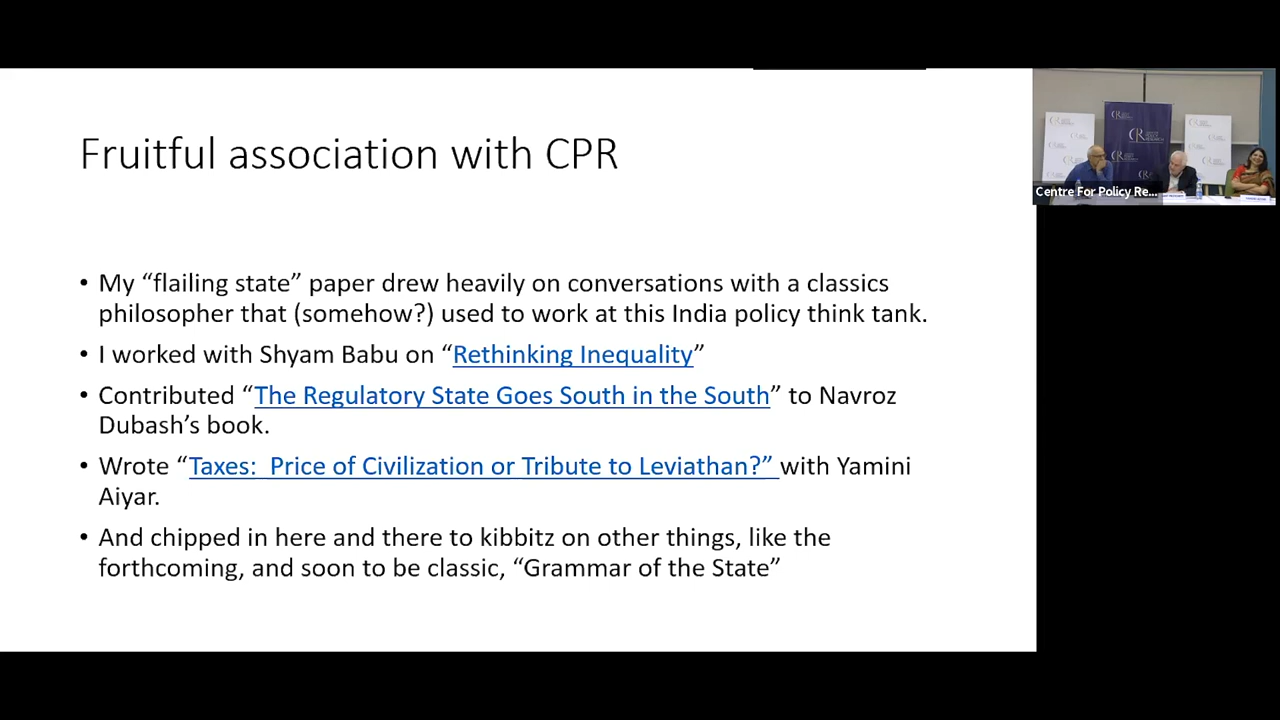 Fruitful association with CPR
• My “flailing state” paper drew heavily on conversations with a classics
philosopher that (somehow?) used to work at this India policy think tank.
• I worked with Shyam Babu on “Rethinking Inequality”
• Contributed “The Regulatory State Goes South in the South” to Navroz
Dubash’s book.
• Wrote “Taxes:  Price of Civilization or Tribute to Leviathan?” with Yamini
Aiyar.
• And chipped in here and there to kibbitz on other things, like the
forthcoming, and soon to be classic, “Grammar of the State”
Centre For Policy Re...